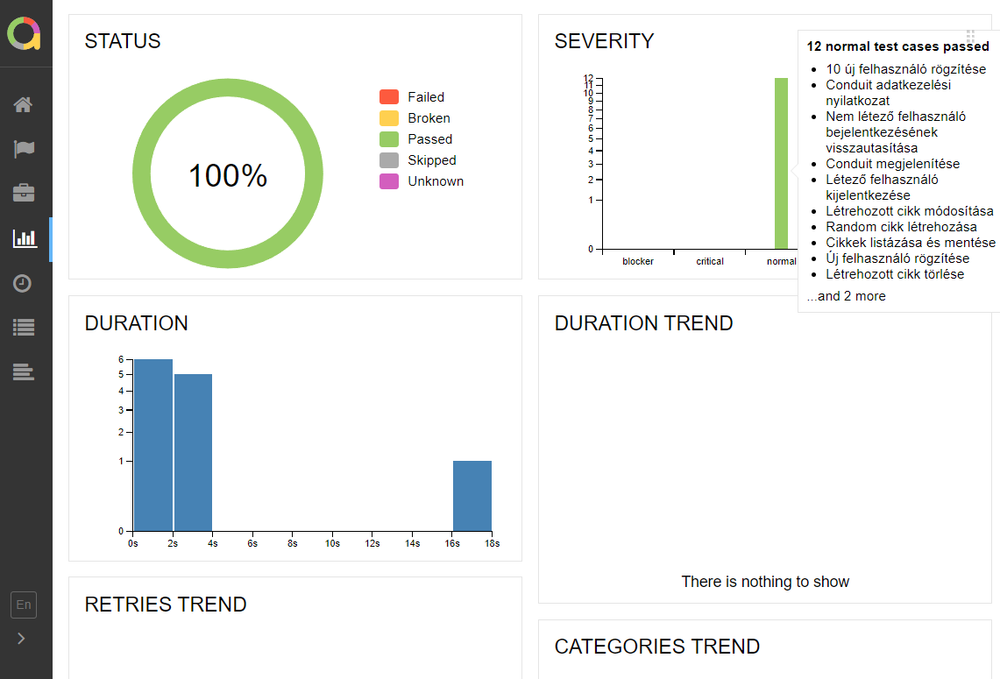 STATUS
100%
Failed
Broken
Passed
Skipped
Unknown
SEVERITY
12
11
10
9
8
7
6
5
4
3
2
1
0
blocker
critical
normal
12 normal test cases passed
10 új felhasználó rögzítése
Conduit adatkezelési
nyilatkozat
Nem létező felhasználó
bejelentkezésének
visszautasítása
Conduit megjelenítése
Létező felhasználó
kijelentkezése
Létrehozott cikk módosítása
Random cikk létrehozása
Cikkek listázása és mentése
Új felhasználó rögzítése
Létrehozott cikk törlése
...and 2 more
DURATION
6
5
4
3
2
1
0
0s
2s
4s
6s
8s
10s
12s
14s
16s
18s
DURATION TREND
There is nothing to show
RETRIES TREND
CATEGORIES TREND
En